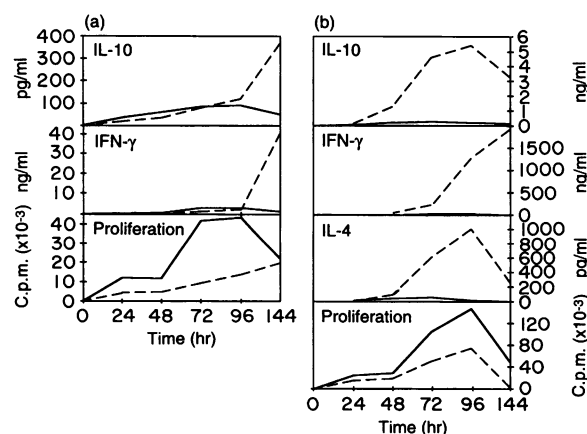 (a)
IL-10
400
300
200
100
pg/ml
IFN-γ
40
20
10
0
ng/ml
Proliferation
40
30
20
10
0
C.p.m. (x10-3)
0 24 48 72 96 144
Time (hr)
(b)
IL-10
6
5
4
3
2
1
0
ng/ml
IFN-γ
1500
1000
500
0
ng/ml
IL-4
1000
800
600
400
200
0
pg/ml
Proliferation
120
80
40
0
C.p.m. (x10-3)
0 24 48 72 96 144
Time (hr)